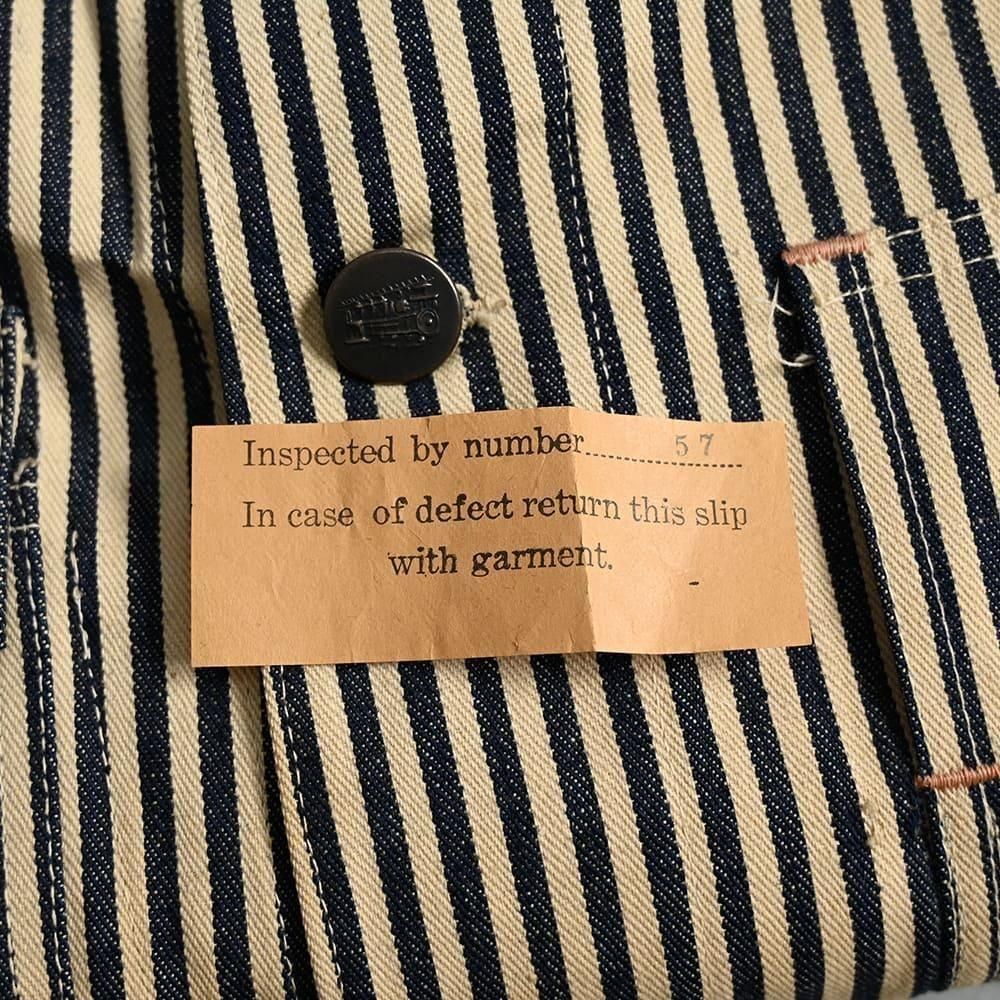 Inspected by number........................57....
In case of defect return this slip
with garment.